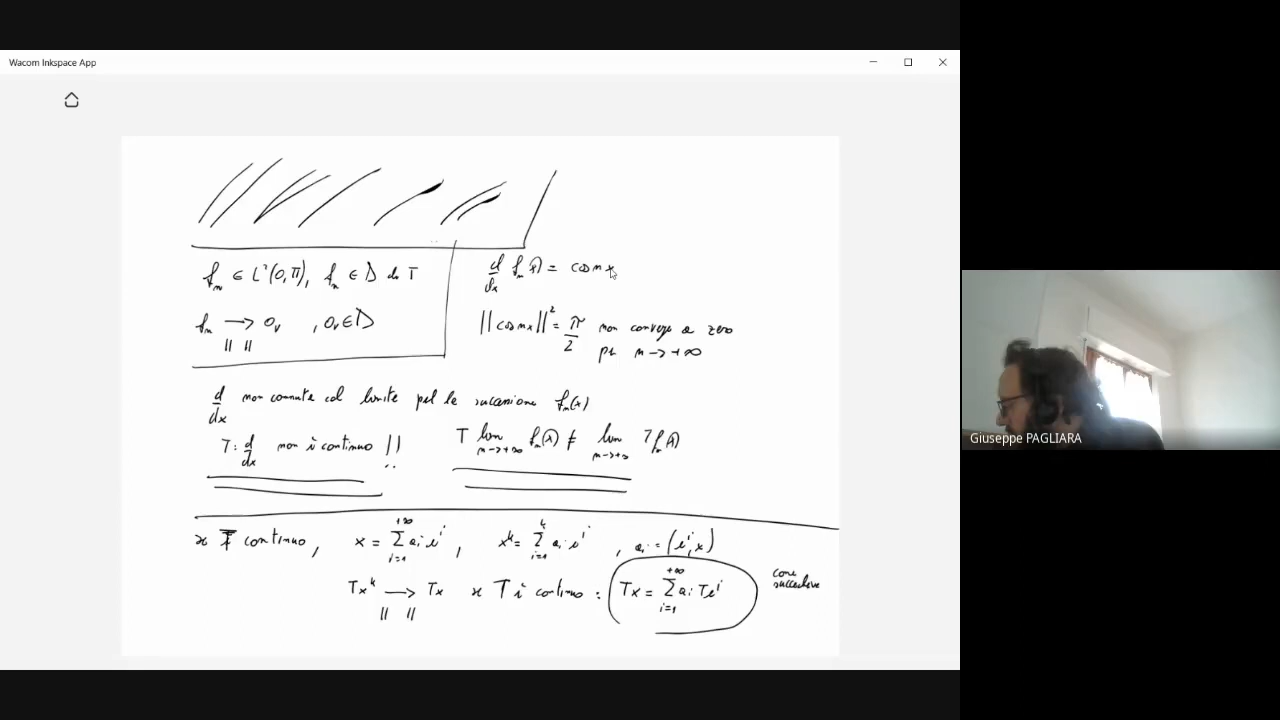 Wacom Inkspace App
fₙ ∈ L²(0,π), fₙ ∈ D di T
d/dx fₙ(x) = cos nx
fₙ → 0ᵥ , 0ᵥ ∈ D
|| ||
||cos nx||² = π/2 non converge a zero
per n→+∞
d/dx non commuta col limite per la successione fₙ(x)
T: d/dx non è continuo !!
T lim n→+∞ fₙ(x) ≠ lim n→+∞ T fₙ(x)
se T continuo, x = Σ i=1 +∞ aᵢ eⁱ, xᵏ = Σ i=1 k aᵢ eⁱ, aᵢ = (eⁱ, x)
Txᵏ → Tx se T è continuo : Tx = Σ i=1 +∞ aᵢ Teⁱ
|| ||
come
successione
Giuseppe PAGLIARA